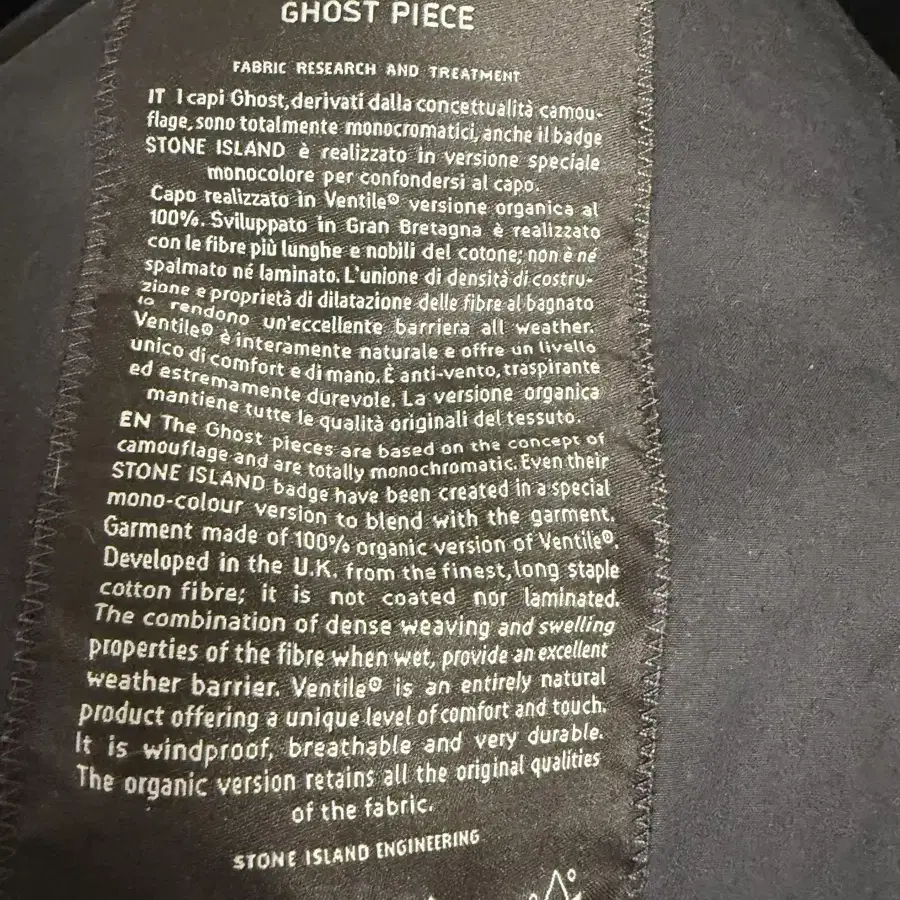 GHOST PIECE
FABRIC RESEARCH AND TREATMENT
IT I capi Ghost, derivati dalla concettualità camou-
flage, sono totalmente monocromatici, anche il badge
STONE ISLAND è realizzato in versione speciale
monocolore per confondersi al capo.
Capo realizzato in Ventile® versione organica al
100%. Sviluppato in Gran Bretagna è realizzato
con le fibre più lunghe e nobili del cotone; non è né
spalmato né laminato. L'unione di densità di costru-
zione e proprietà di dilatazione delle fibre al bagnato
lo rendono un'eccellente barriera all weather.
Ventile® è interamente naturale e offre un livello
unico di comfort e di mano. È anti-vento, traspirante
ed estremamente durevole. La versione organica
mantiene tutte le qualità originali del tessuto.
EN The Ghost pieces are based on the concept of
camouflage and are totally monochromatic. Even their
STONE ISLAND badge have been created in a special
mono-colour version to blend with the garment.
Garment made of 100% organic version of Ventile®.
Developed in the U.K. from the finest, long staple
cotton fibre; it is not coated nor laminated.
The combination of dense weaving and swelling
properties of the fibre when wet, provide an excellent
weather barrier. Ventile® is an entirely natural
product offering a unique level of comfort and touch.
It is windproof, breathable and very durable.
The organic version retains all the original qualities
of the fabric.
STONE ISLAND ENGINEERING